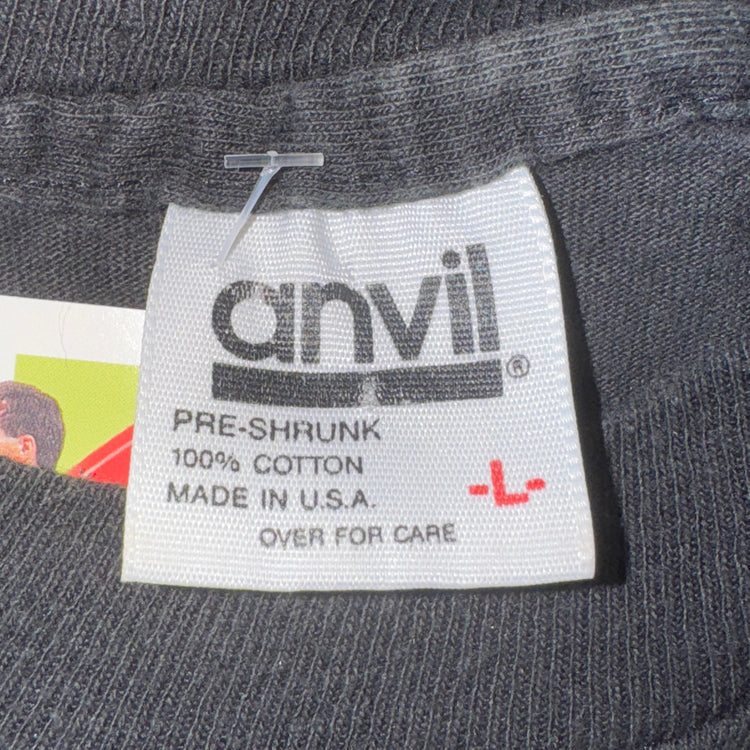 anvil®
PRE-SHRUNK
100% COTTON
MADE IN U.S.A.
-L-
OVER FOR CARE